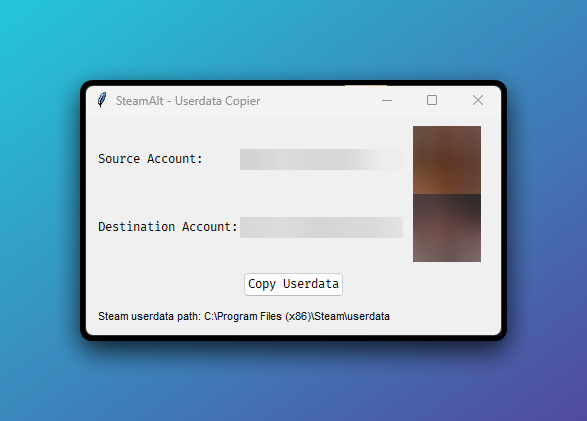 SteamAlt - Userdata Copier
Source Account:
Destination Account:
Copy Userdata
Steam userdata path: C:\Program Files (x86)\Steam\userdata